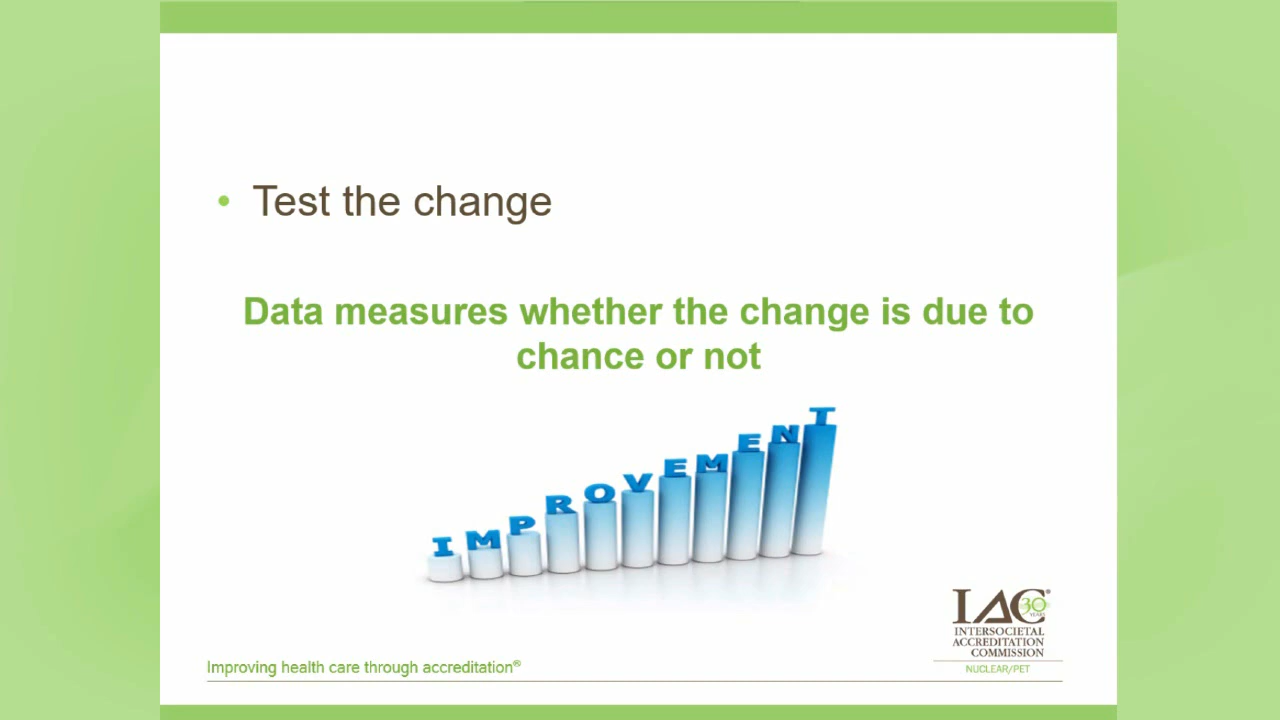 • Test the change
Data measures whether the change is due to
chance or not
IMPROVEMENT
IAC®
30
YEARS
INTERSOCIETAL
ACCREDITATION
COMMISSION
NUCLEAR/PET
Improving health care through accreditation®